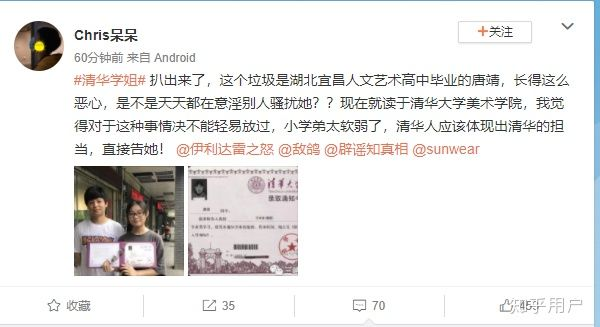 Chris呆呆
+关注
60分钟前 来自 Android
#清华学姐# 扒出来了，这个垃圾是湖北宜昌人文艺术高中毕业的唐靖，长得这么
恶心，是不是天天都在意淫别人骚扰她？？现在就读于清华大学美术学院，我觉
得对于这种事情决不能轻易放过，小学弟太软弱了，清华人应该体现出清华的担
当，直接告她！ @伊利达雷之怒 @敌鸽 @辟谣知真相 @sunwear
清华大
录取通知
收藏
35
70
知乎用户